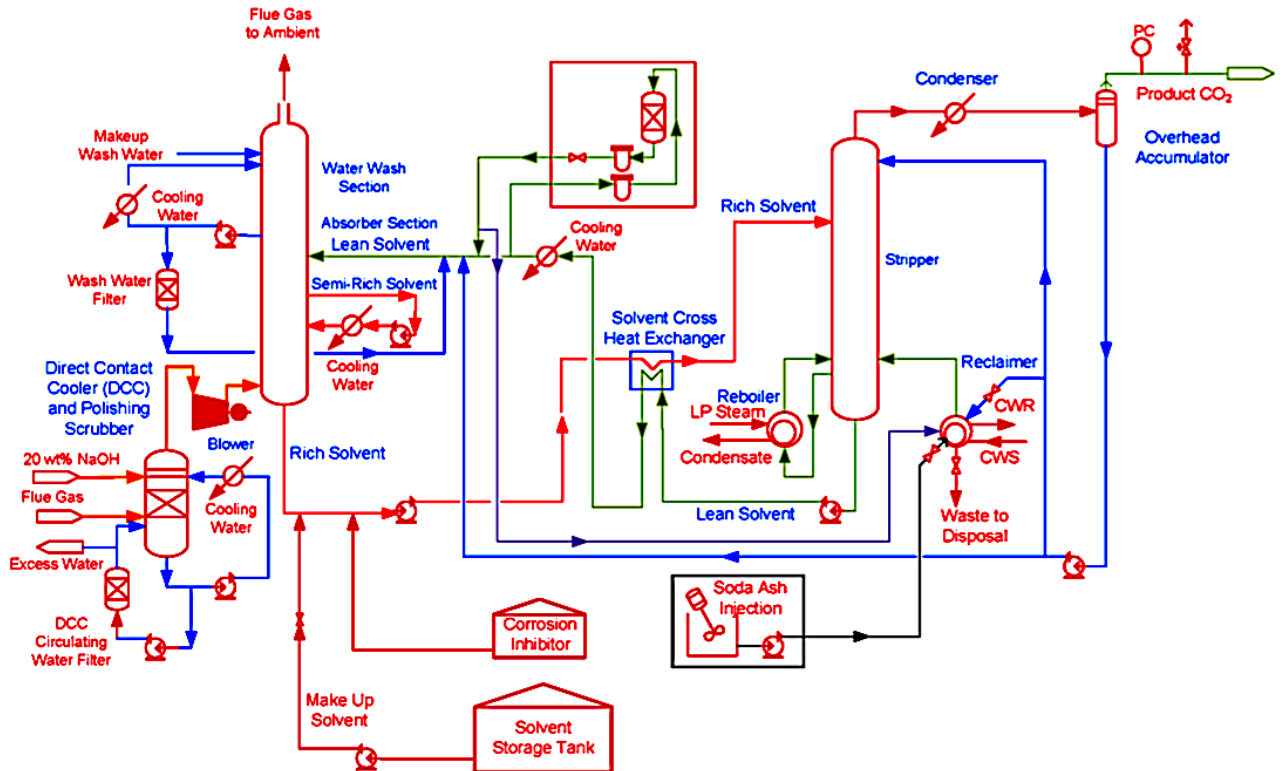 Flue Gas
to Ambient
PC
Product CO₂
Condenser
Overhead
Accumulator
Makeup
Wash Water
Water Wash
Section
Cooling
Water
Absorber Section
Lean Solvent
Cooling
Water
Rich Solvent
Stripper
Wash Water
Filter
Semi-Rich Solvent
Cooling
Water
Solvent Cross
Heat Exchanger
Direct Contact
Cooler (DCC)
and Polishing
Scrubber
Blower
Reboiler
LP Steam
Condensate
Reclaimer
CWR
CWS
20 wt% NaOH
Flue Gas
Cooling
Water
Excess Water
Rich Solvent
Lean Solvent
Waste to
Disposal
DCC
Circulating
Water Filter
Soda Ash
Injection
Corrosion
Inhibitor
Make Up
Solvent
Solvent
Storage Tank